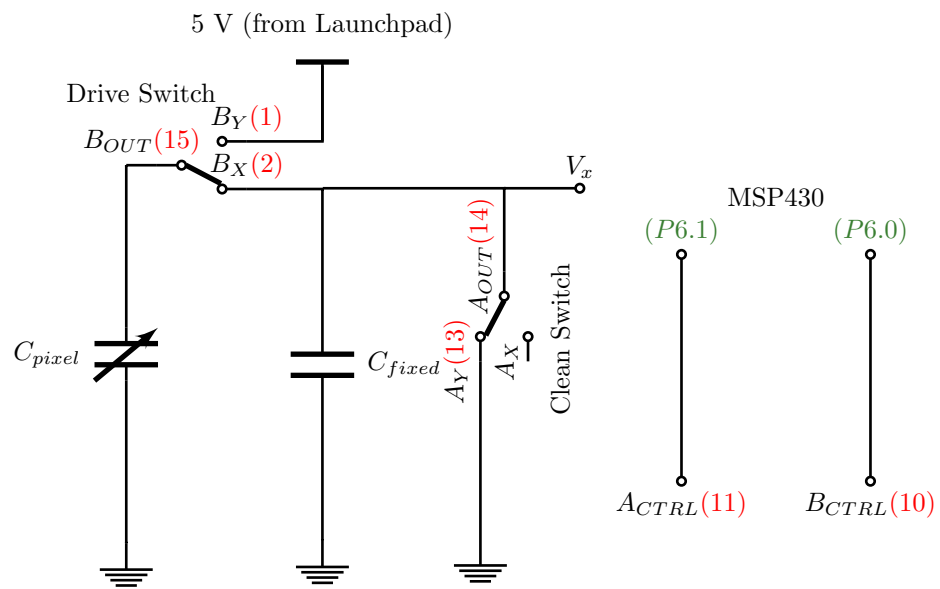 5 V (from Launchpad)
Drive Switch
B_Y(1)
B_OUT(15)
B_X(2)
V_x
MSP430
(P6.1)
(P6.0)
A_OUT(14)
Clean Switch
C_pixel
C_fixed
A_Y(13)
A_X
A_CTRL(11)
B_CTRL(10)